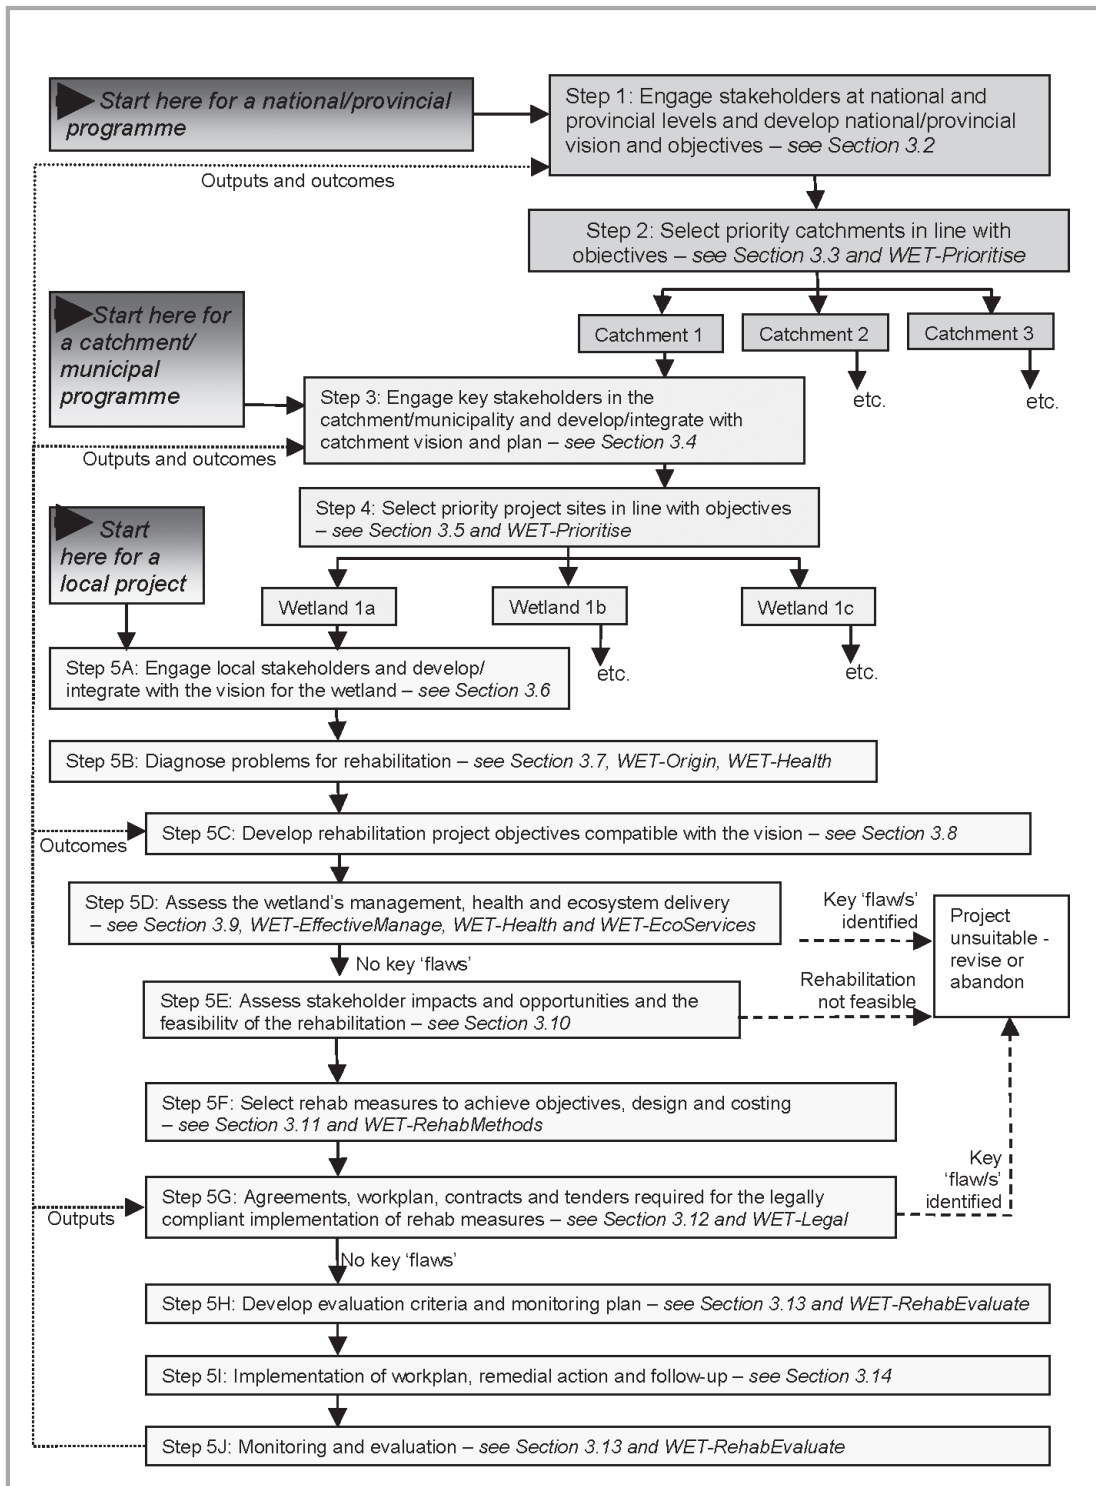 Start here for a national/provincial
programme
Step 1: Engage stakeholders at national and
provincial levels and develop national/provincial
vision and objectives – see Section 3.2
Outputs and outcomes
Step 2: Select priority catchments in line with
objectives – see Section 3.3 and WET-Prioritise
Start here for
a catchment/
municipal
programme
Catchment 1
Catchment 2
Catchment 3
etc.
etc.
Step 3: Engage key stakeholders in the
catchment/municipality and develop/integrate with
catchment vision and plan – see Section 3.4
Outputs and outcomes
Step 4: Select priority project sites in line with objectives
– see Section 3.5 and WET-Prioritise
Start
here for a
local project
Wetland 1a
Wetland 1b
Wetland 1c
etc.
etc.
Step 5A: Engage local stakeholders and develop/
integrate with the vision for the wetland – see Section 3.6
Step 5B: Diagnose problems for rehabilitation – see Section 3.7, WET-Origin, WET-Health
Step 5C: Develop rehabilitation project objectives compatible with the vision – see Section 3.8
Outcomes
Step 5D: Assess the wetland's management, health and ecosystem delivery
– see Section 3.9, WET-EffectiveManage, WET-Health and WET-EcoServices
Key 'flaw/s'
identified
Project
unsuitable -
revise or
abandon
No key 'flaws'
Step 5E: Assess stakeholder impacts and opportunities and the
feasibility of the rehabilitation – see Section 3.10
Rehabilitation
not feasible
Step 5F: Select rehab measures to achieve objectives, design and costing
– see Section 3.11 and WET-RehabMethods
Key
'flaw/s'
identified
Step 5G: Agreements, workplan, contracts and tenders required for the legally
compliant implementation of rehab measures – see Section 3.12 and WET-Legal
Outputs
No key 'flaws'
Step 5H: Develop evaluation criteria and monitoring plan – see Section 3.13 and WET-RehabEvaluate
Step 5I: Implementation of workplan, remedial action and follow-up – see Section 3.14
Step 5J: Monitoring and evaluation – see Section 3.13 and WET-RehabEvaluate